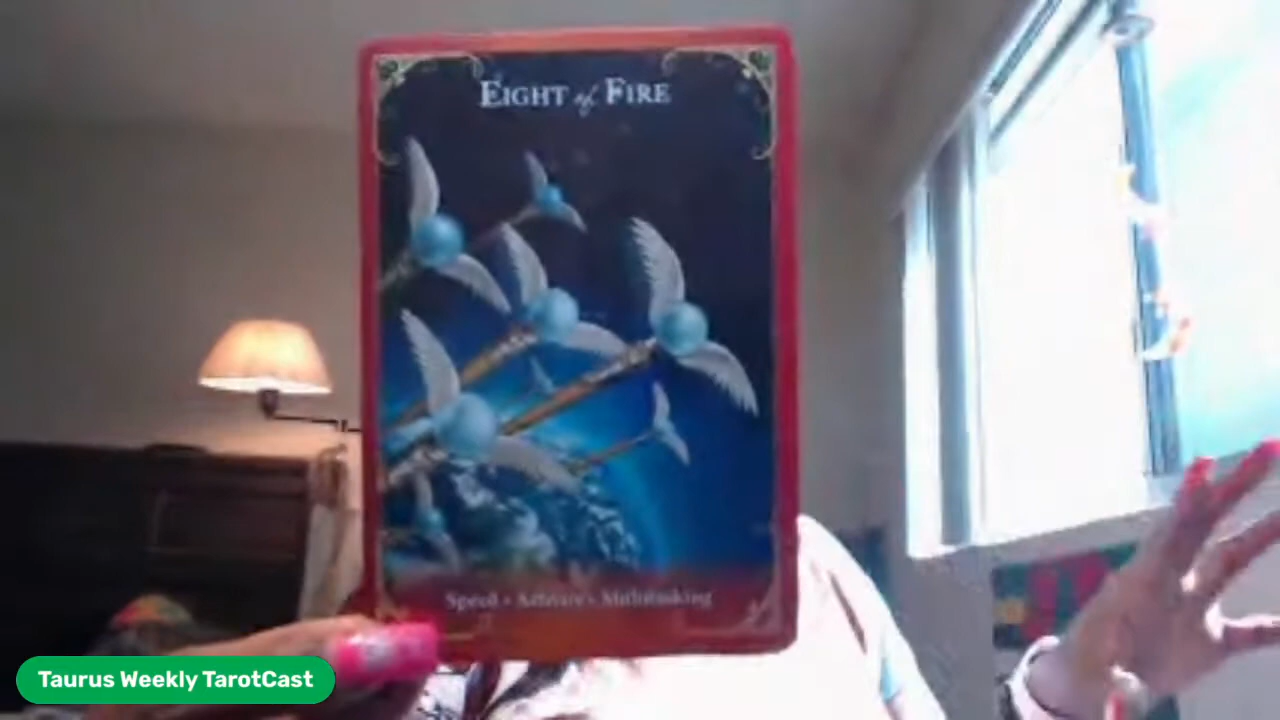 EIGHT of FIRE
Speed • Activity • Multitasking
Taurus Weekly TarotCast